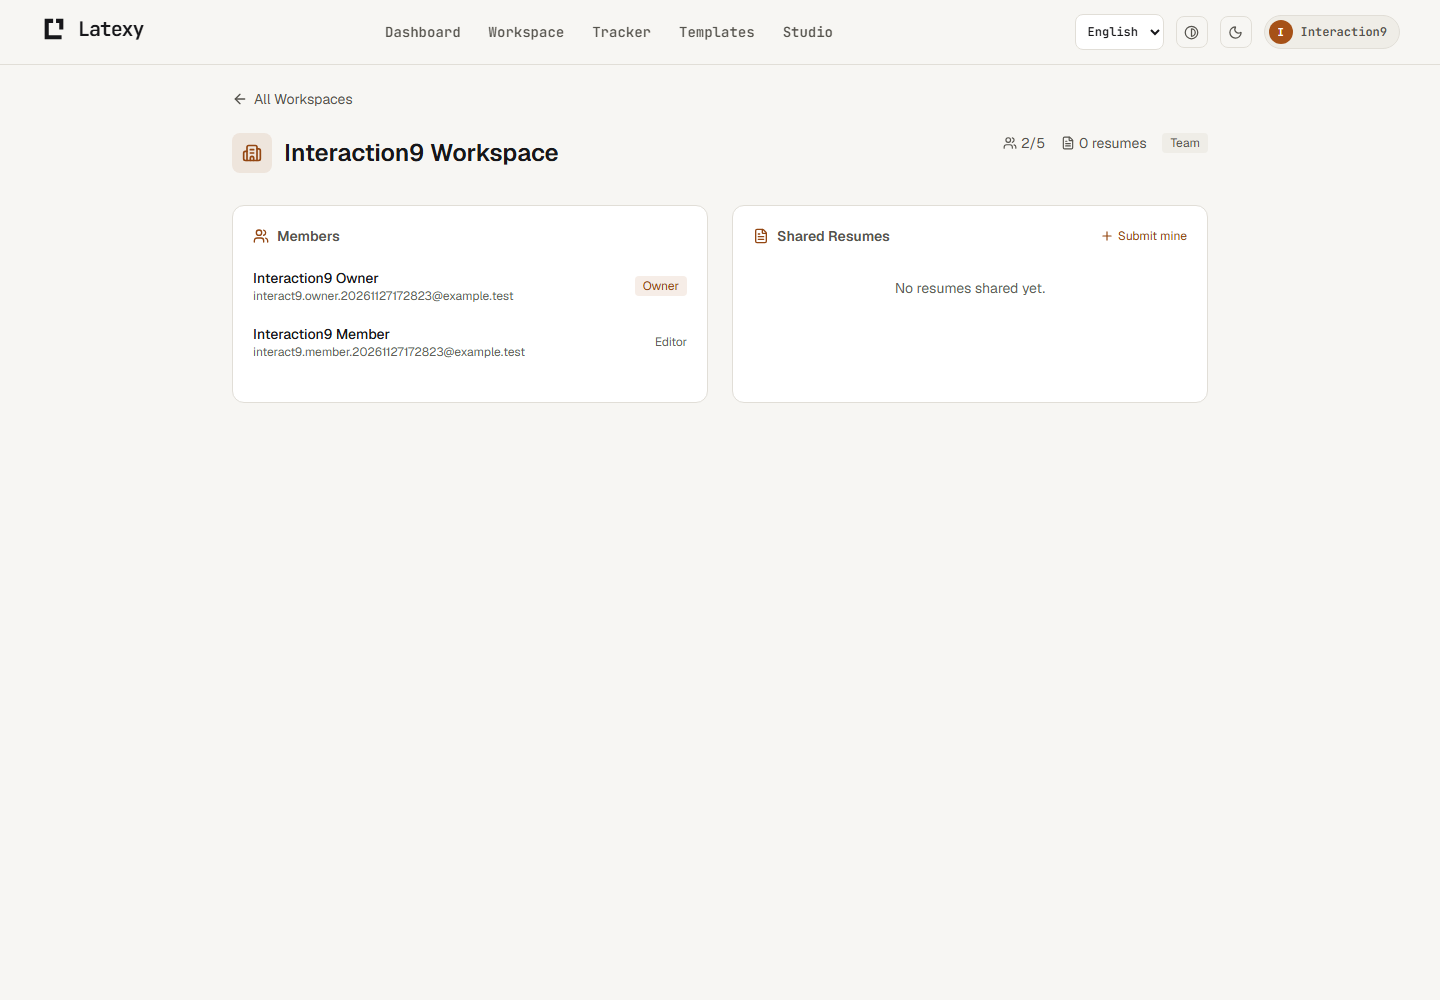 Latexy
Dashboard Workspace Tracker Templates Studio
English
I Interaction9
All Workspaces
Interaction9 Workspace
2/5 0 resumes Team
Members
Interaction9 Owner
interact9.owner.20261127172823@example.test
Owner
Interaction9 Member
interact9.member.20261127172823@example.test
Editor
Shared Resumes
Submit mine
No resumes shared yet.